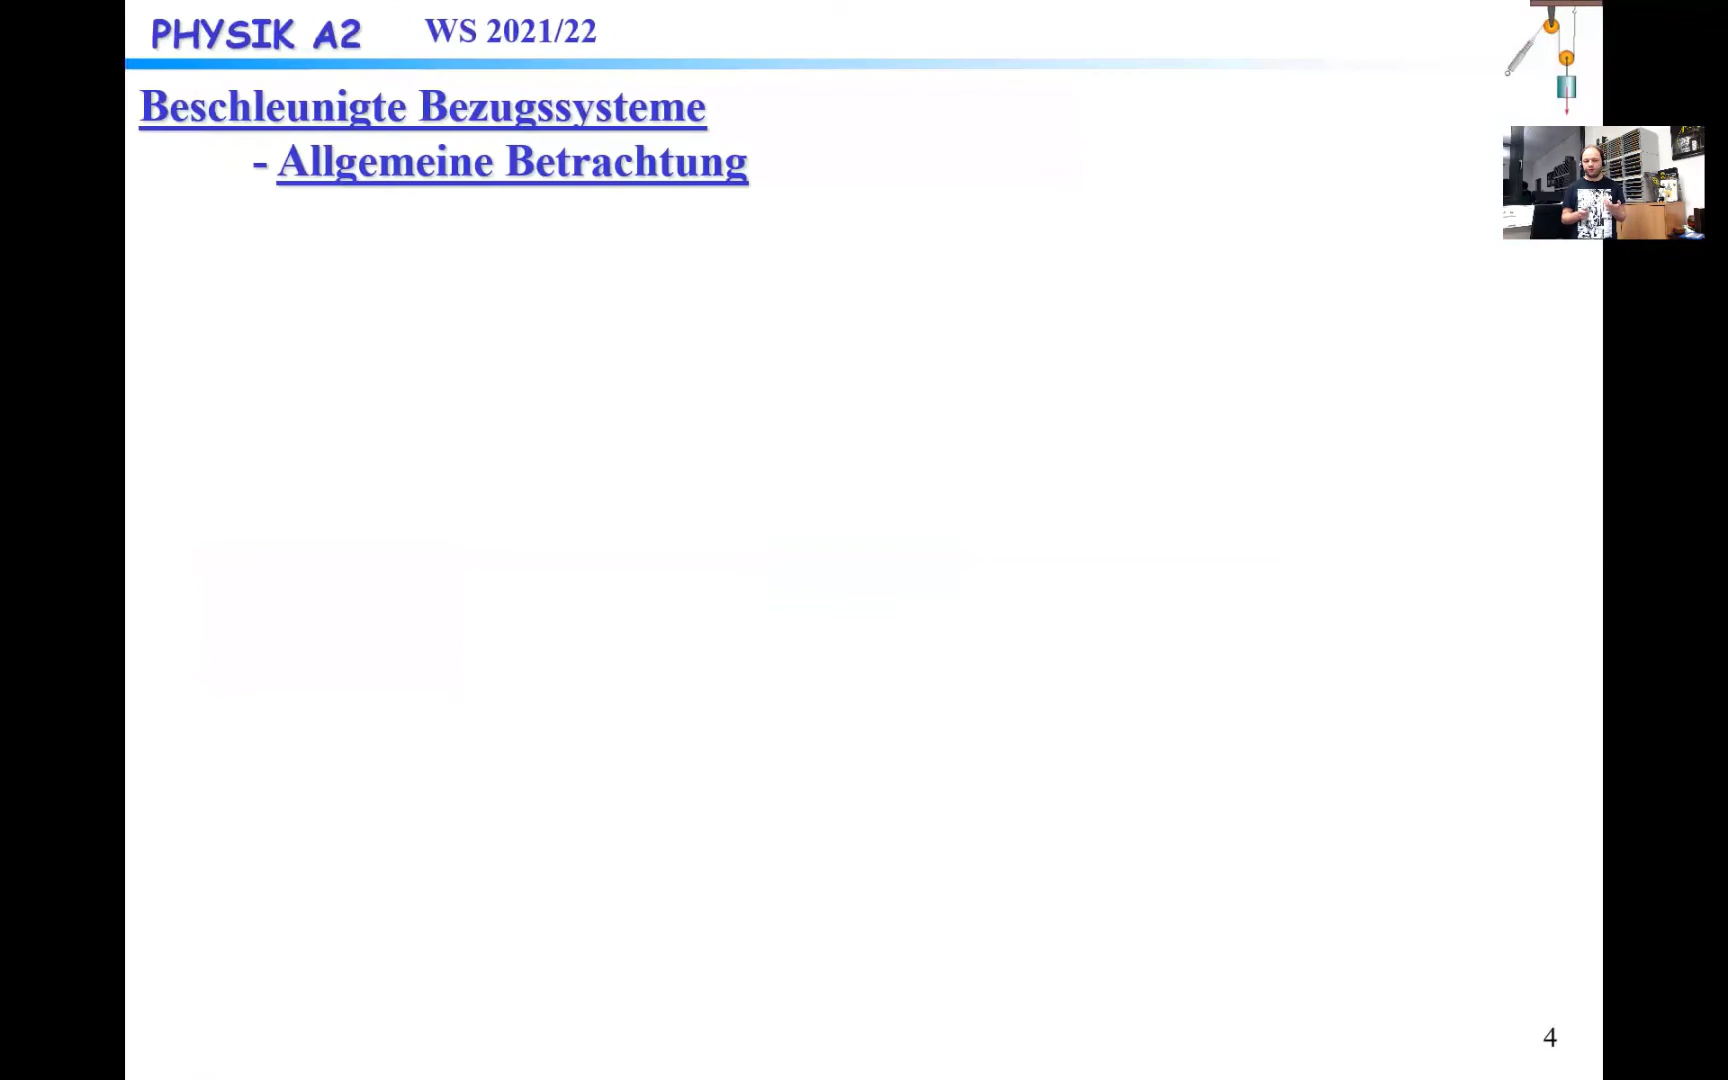 PHYSIK A2 WS 2021/22
Beschleunigte Bezugssysteme
- Allgemeine Betrachtung
4